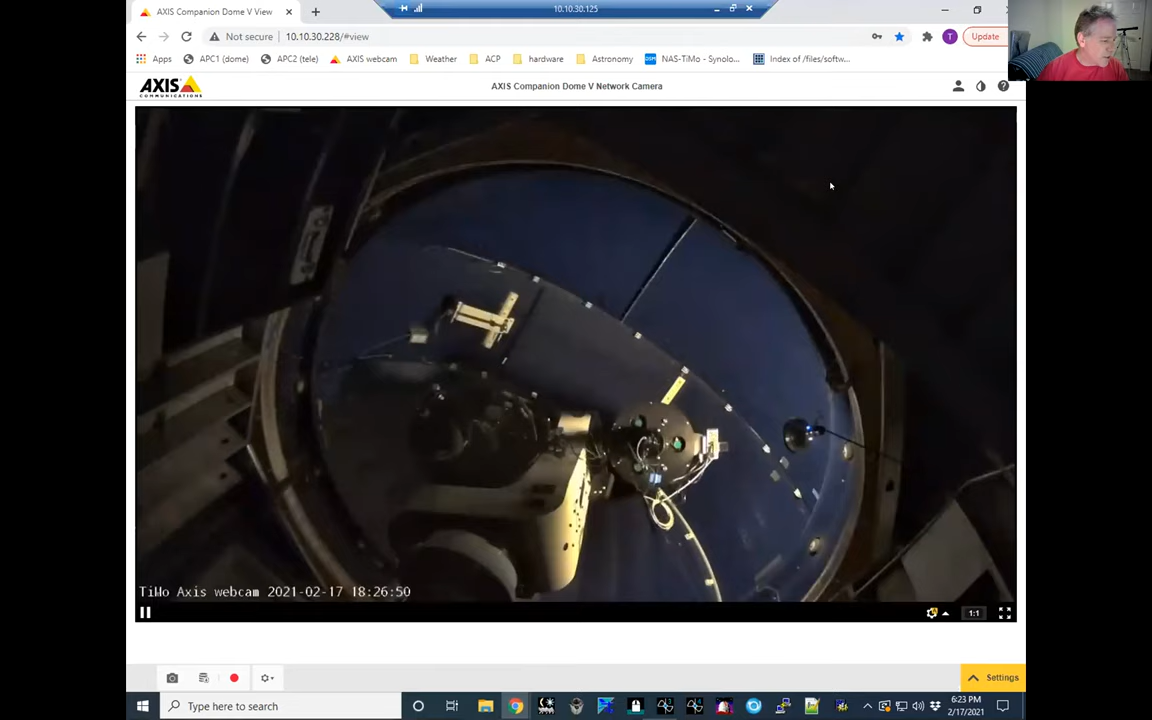 AXIS Companion Dome V View
10.10.30.125
Not secure
10.10.30.228/#view
T
Update
Apps
APC1 (dome)
APC2 (tele)
AXIS webcam
Weather
ACP
hardware
Astronomy
DSM
NAS-TiMo - Synolo...
Index of /files/softw...
AXIS
COMMUNICATIONS
AXIS Companion Dome V Network Camera
TiMo Axis webcam 2021-02-17 18:26:50
1:1
Settings
Type here to search
6:23 PM
2/17/2021